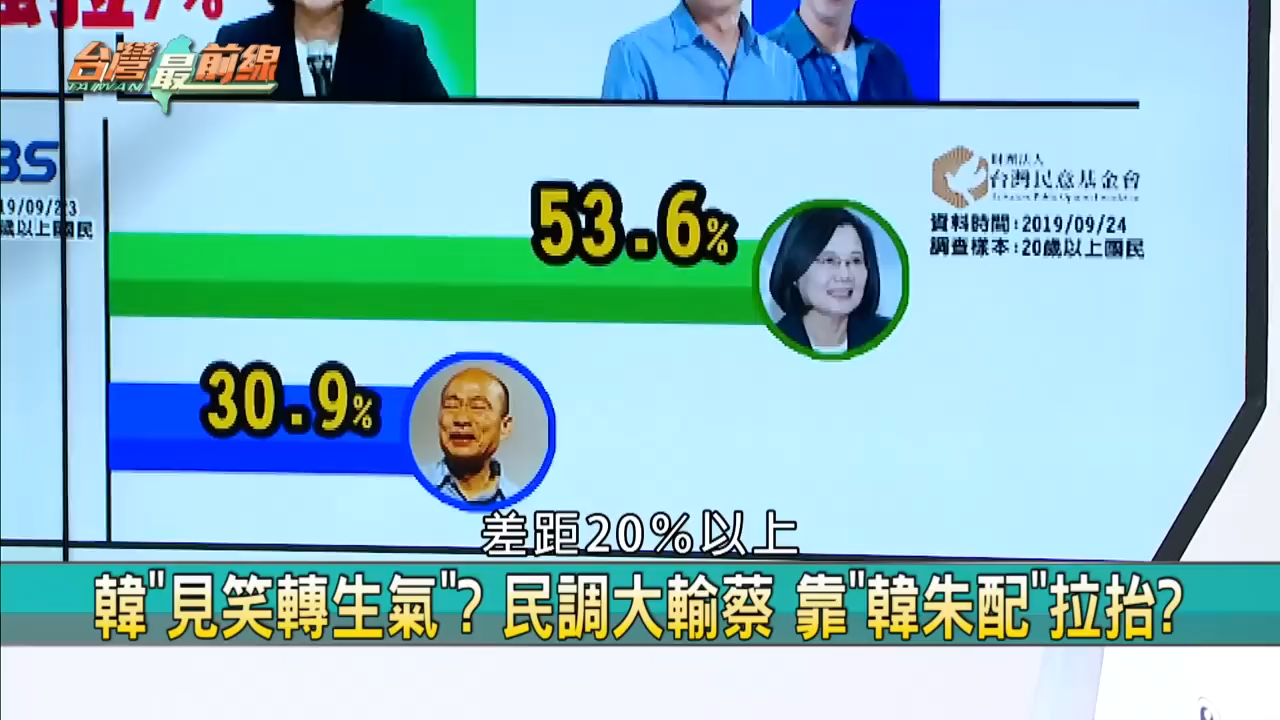 拉7%
台灣最前線
TAIWAN
BS
19/09/23
歲以上國民
財團法人
台灣民意基金會
資料時間:2019/09/24
調查樣本:20歲以上國民
53.6%
30.9%
差距20%以上
韓"見笑轉生氣"? 民調大輸蔡 靠"韓朱配"拉抬?